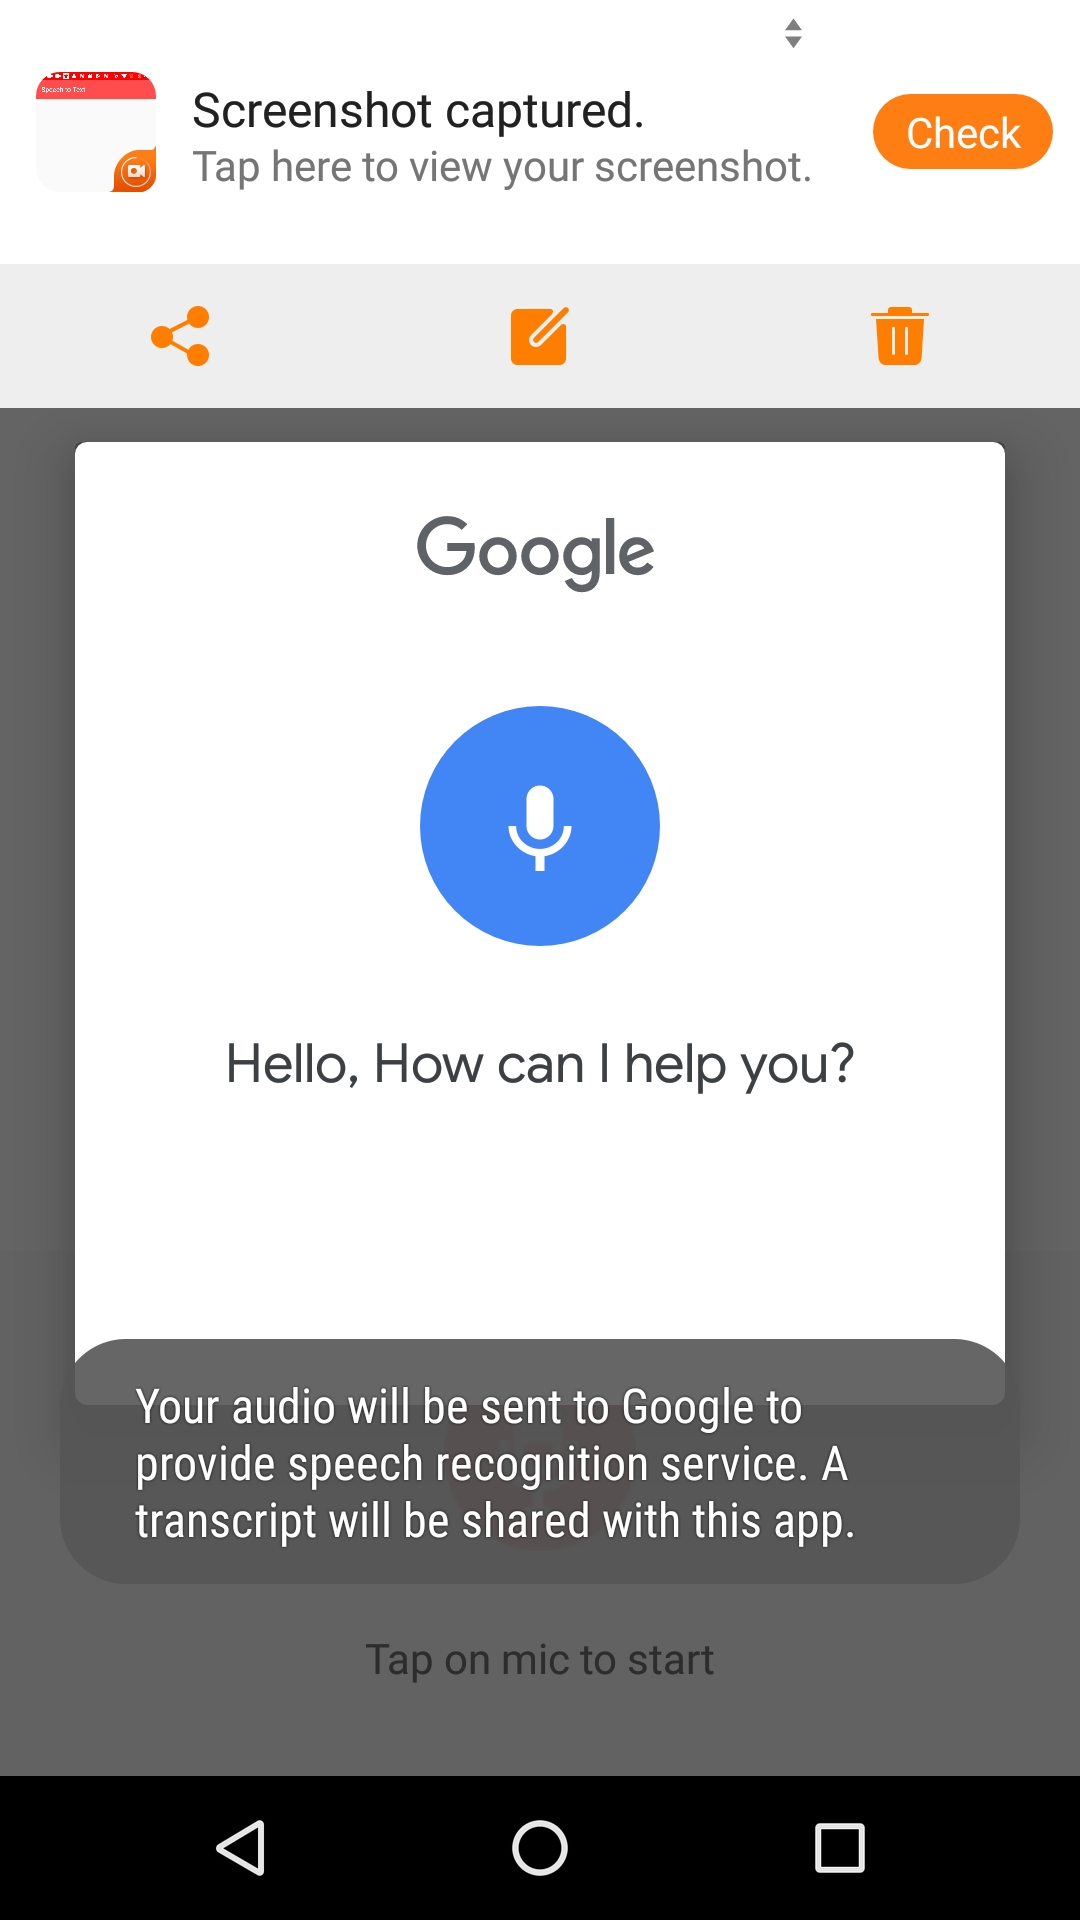 Speech to Text
Screenshot captured.
Tap here to view your screenshot.
Check
Google
Hello, How can I help you?
Your audio will be sent to Google to
provide speech recognition service. A
transcript will be shared with this app.
Tap on mic to start